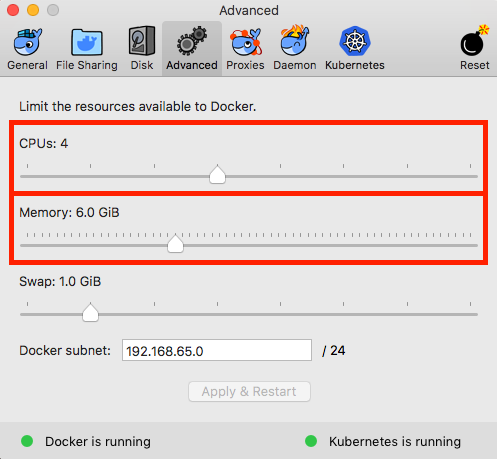 Advanced
General File Sharing Disk Advanced Proxies Daemon Kubernetes Reset
Limit the resources available to Docker.
CPUs: 4
Memory: 6.0 GiB
Swap: 1.0 GiB
Docker subnet: 192.168.65.0 / 24
Apply & Restart
Docker is running Kubernetes is running